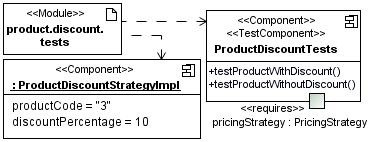 <<Module>>
product.discount.
tests
<<Component>>
<<TestComponent>>
ProductDiscountTests
+testProductWithDiscount()
+testProductWithoutDiscount()
<<requires>>
pricingStrategy : PricingStrategy
<<Component>>
: ProductDiscountStrategyImpl
productCode = "3"
discountPercentage = 10